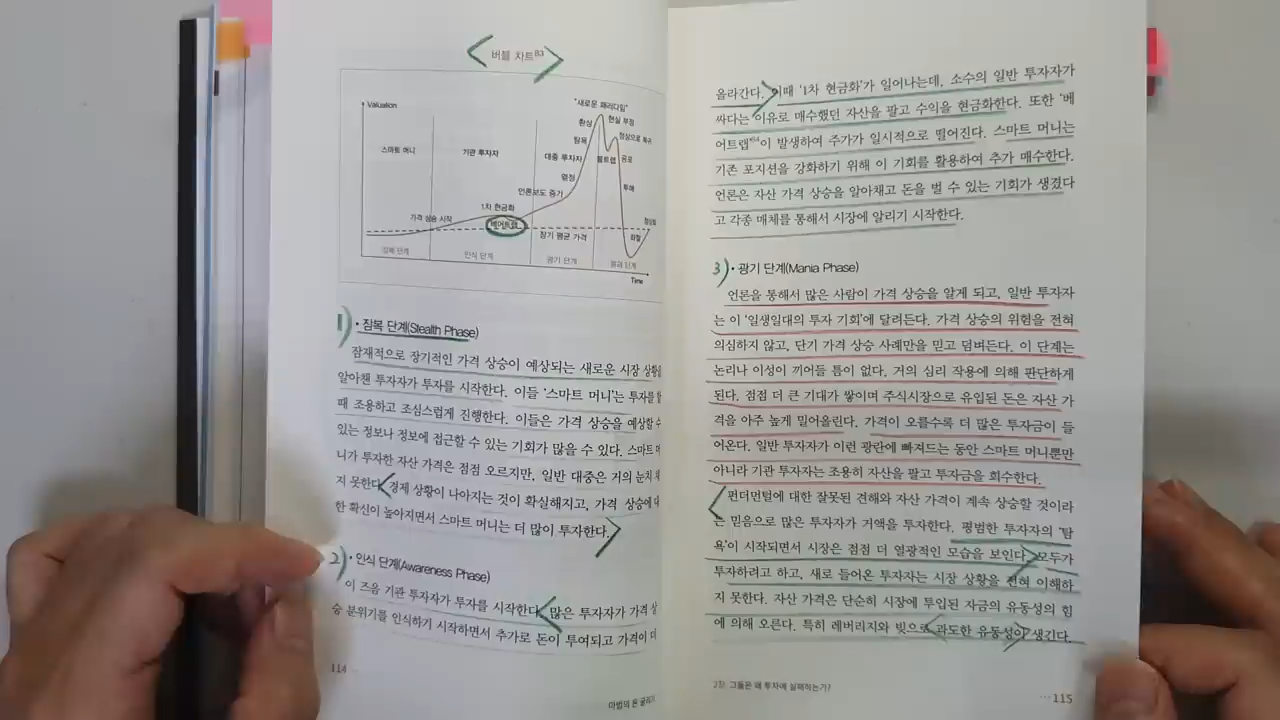 버블 차트83
Valuation
"새로운 패러다임"
환상
현실 부정
탐욕
정상으로 복귀
스마트 머니
기관 투자자
대중 투자자
불트랩
공포
열정
투매
언론보도 증가
1차 현금화
가격 상승 시작
베어트랩
장기 평균 가격
잠복 단계
인식 단계
광기 단계
붕괴 단계
Time
1) · 잠복 단계(Stealth Phase)
잠재적으로 장기적인 가격 상승이 예상되는 새로운 시장 상황을
알아챈 투자자가 투자를 시작한다. 이들 '스마트 머니'는 투자를 할
때 조용하고 조심스럽게 진행한다. 이들은 가격 상승을 예상할 수
있는 정보나 정보에 접근할 수 있는 기회가 많을 수 있다. 스마트 머
니가 투자한 자산 가격은 점점 오르지만, 일반 대중은 거의 눈치 채
지 못한다. 경제 상황이 나아지는 것이 확실해지고, 가격 상승에 대
한 확신이 높아지면서 스마트 머니는 더 많이 투자한다.
2) · 인식 단계(Awareness Phase)
이 즈음 기관 투자자가 투자를 시작한다. 많은 투자자가 가격 상
승 분위기를 인식하기 시작하면서 추가로 돈이 투여되고 가격이 더
114
마법의 돈 굴리기
올라간다. 이때 '1차 현금화'가 일어나는데, 소수의 일반 투자자가
싸다는 이유로 매수했던 자산을 팔고 수익을 현금화한다. 또한 '베
어트랩'84이 발생하여 주가가 일시적으로 떨어진다. 스마트 머니는
기존 포지션을 강화하기 위해 이 기회를 활용하여 추가 매수한다.
언론은 자산 가격 상승을 알아채고 돈을 벌 수 있는 기회가 생겼다
고 각종 매체를 통해서 시장에 알리기 시작한다.
3) · 광기 단계(Mania Phase)
언론을 통해서 많은 사람이 가격 상승을 알게 되고, 일반 투자자
는 이 '일생일대의 투자 기회'에 달려든다. 가격 상승의 위험을 전혀
의심하지 않고, 단기 가격 상승 사례만을 믿고 덤벼든다. 이 단계는
논리나 이성이 끼어들 틈이 없다. 거의 심리 작용에 의해 판단하게
된다. 점점 더 큰 기대가 쌓이며 주식시장으로 유입된 돈은 자산 가
격을 아주 높게 밀어올린다. 가격이 오를수록 더 많은 투자금이 들
어온다. 일반 투자자가 이런 광란에 빠져드는 동안 스마트 머니뿐만
아니라 기관 투자자는 조용히 자산을 팔고 투자금을 회수한다.
펀더먼털에 대한 잘못된 견해와 자산 가격이 계속 상승할 것이라
는 믿음으로 많은 투자자가 거액을 투자한다. 평범한 투자자의 '탐
욕'이 시작되면서 시장은 점점 더 열광적인 모습을 보인다. 모두가
투자하려고 하고, 새로 들어온 투자자는 시장 상황을 전혀 이해하
지 못한다. 자산 가격은 단순히 시장에 투입된 자금의 유동성의 힘
에 의해 오른다. 특히 레버리지와 빚으로 과도한 유동성이 생긴다.
2장 그들은 왜 투자에 실패하는가?
115